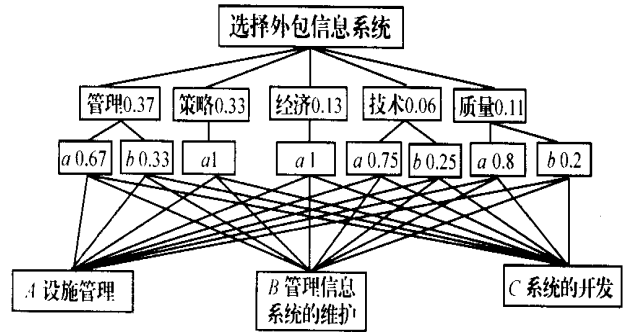 选择外包信息系统
管理0.37 策略0.33 经济0.13 技术0.06 质量0.11
a 0.67 b 0.33 a1 a 1 a 0.75 b 0.25 a 0.8 b 0.2
A 设施管理
B 管理信息
系统的维护
C 系统的开发